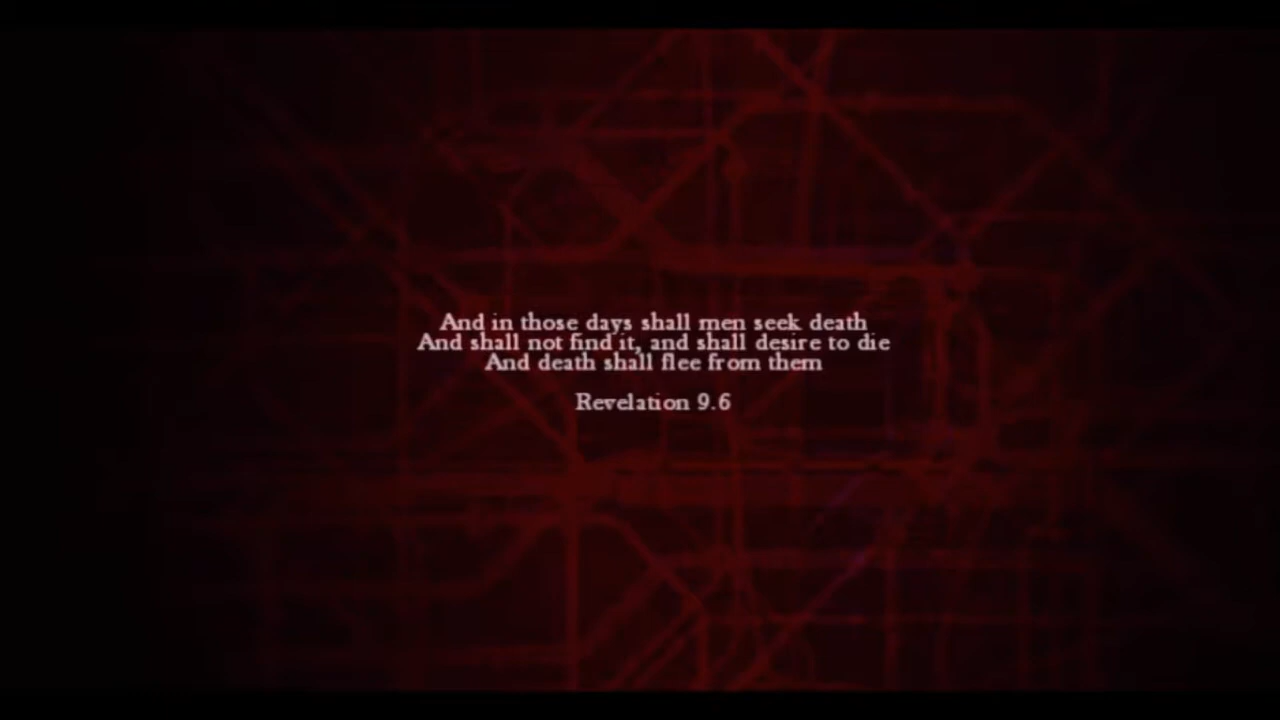 And in those days shall men seek death
And shall not find it, and shall desire to die
And death shall flee from them
Revelation 9.6